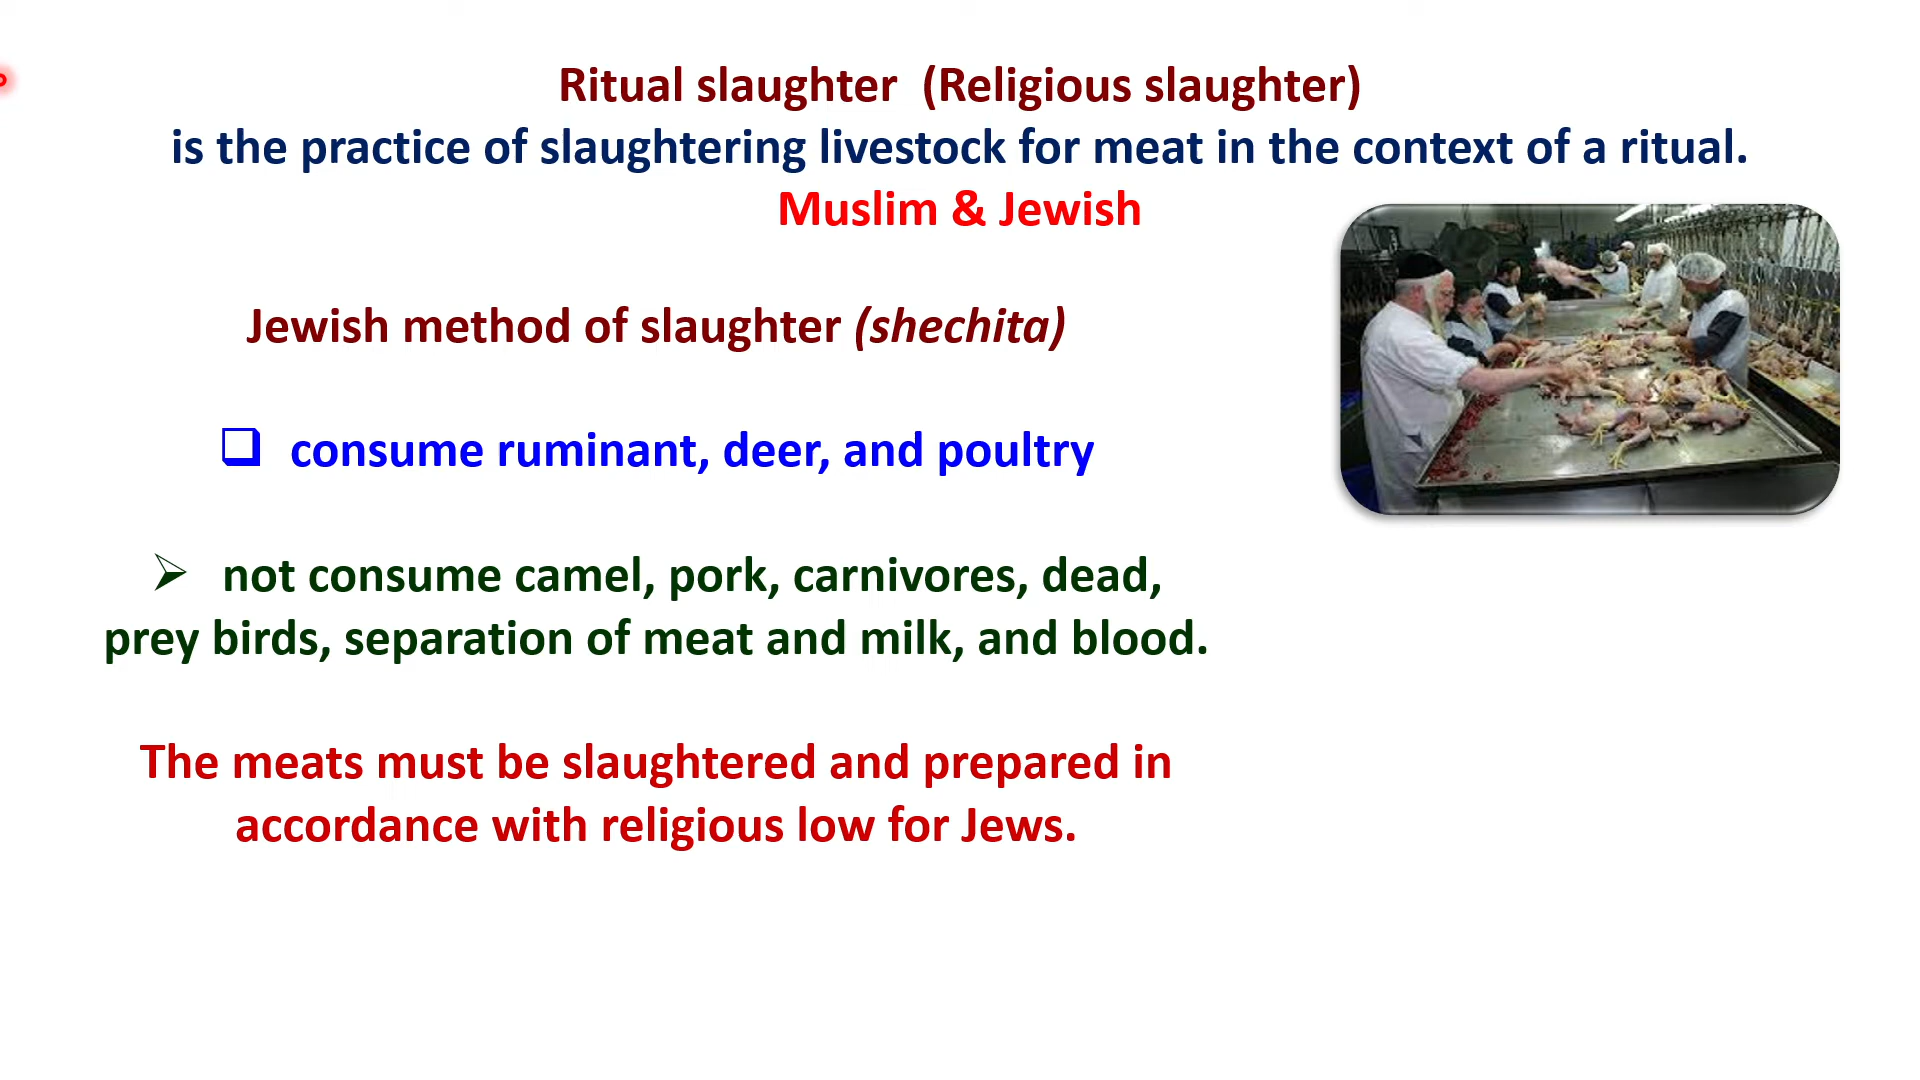 Ritual slaughter (Religious slaughter)
is the practice of slaughtering livestock for meat in the context of a ritual.
Muslim & Jewish
Jewish method of slaughter (shechita)
consume ruminant, deer, and poultry
not consume camel, pork, carnivores, dead,
prey birds, separation of meat and milk, and blood.
The meats must be slaughtered and prepared in
accordance with religious low for Jews.